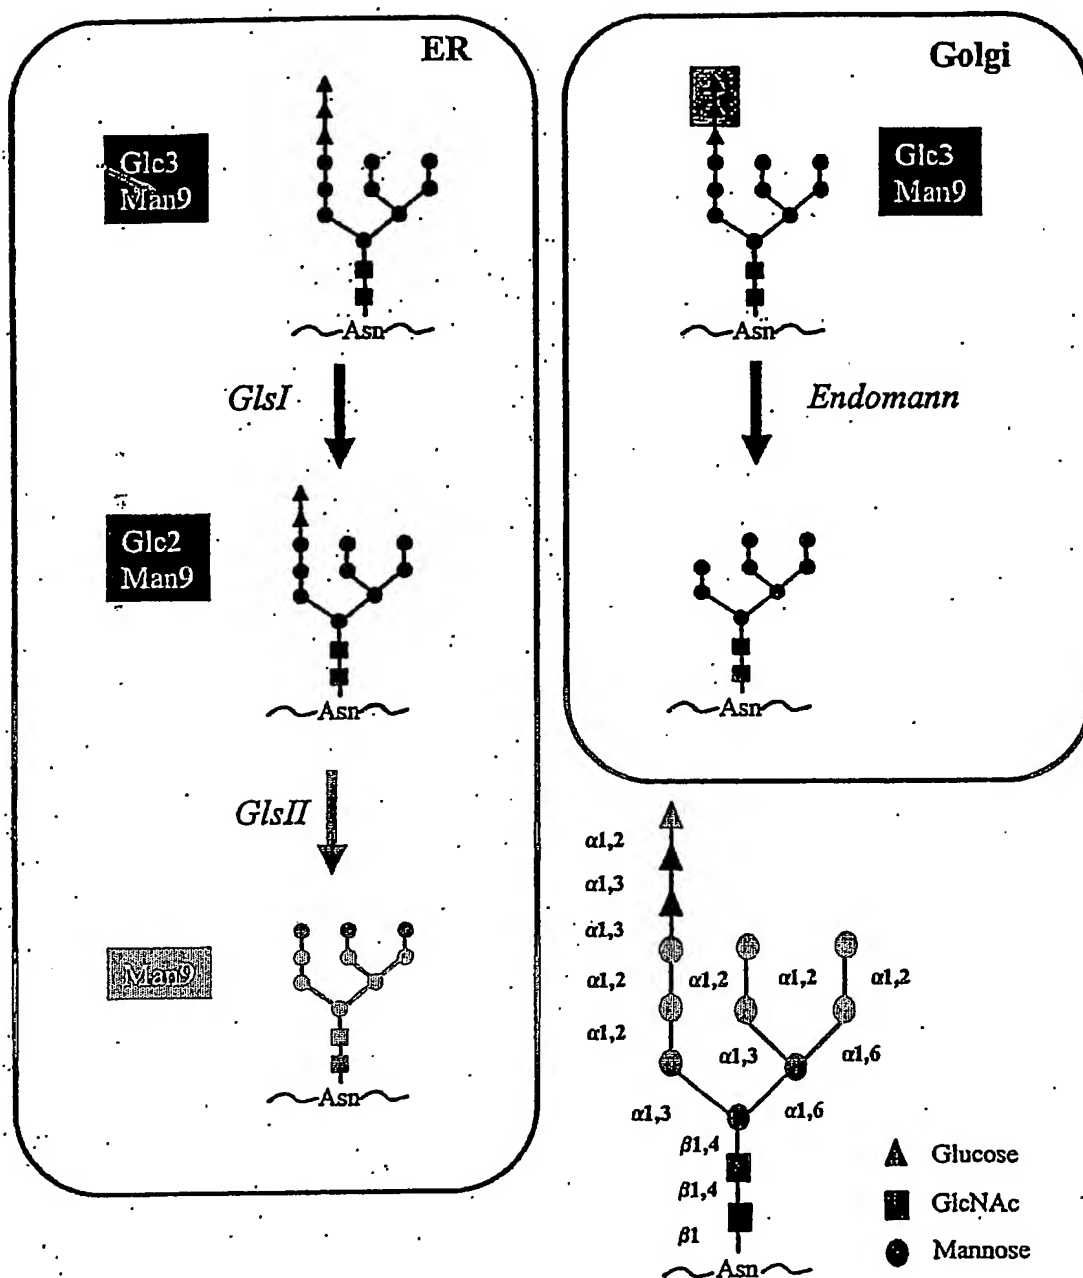 ER
Glc3
Man9
Asn
GlsI
Glc2
Man9
Asn
GlsII
Man9
Asn
Golgi
Glc3
Man9
Asn
Endomann
Asn
α1,2
α1,3
α1,3
α1,2 α1,2 α1,2 α1,2
α1,2
α1,3 α1,6
α1,3 α1,6
β1,4
β1,4
β1
Asn
Glucose
GlcNAc
Mannose